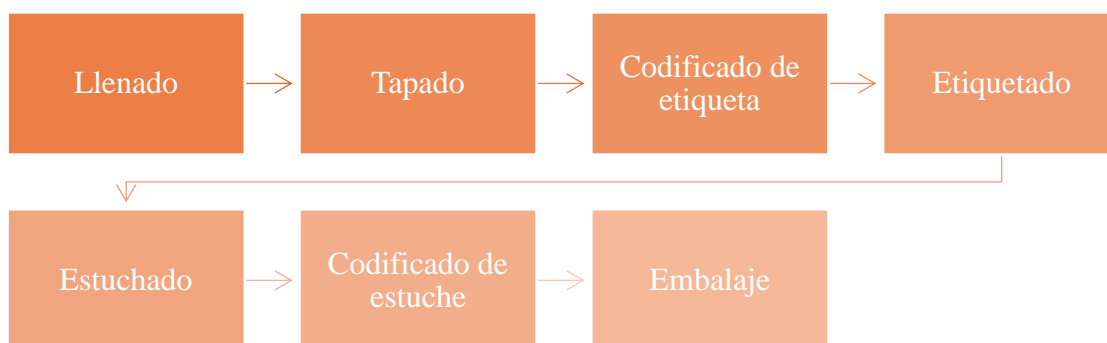 Llenado
Tapado
Codificado de
etiqueta
Etiquetado
Estuchado
Codificado de
estuche
Embalaje